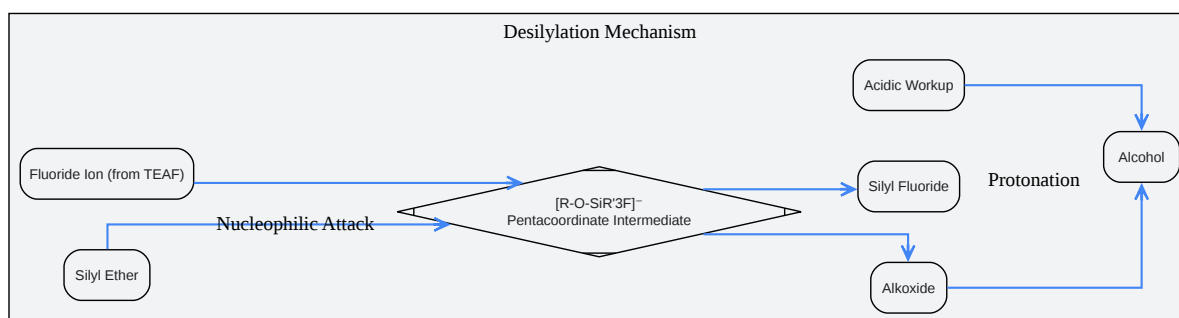 Desilylation Mechanism
Acidic Workup
Alcohol
Fluoride Ion (from TEAF)
Silyl Fluoride
Protonation
[R-O-SiR'3F]⁻
Pentacoordinate Intermediate
Nucleophilic Attack
Silyl Ether
Alkoxide